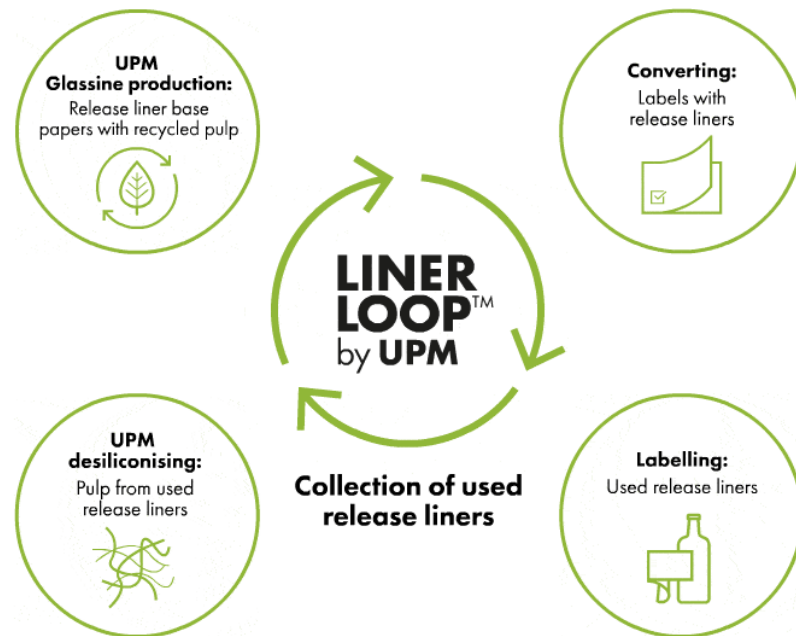 UPM
Glassine production:
Release liner base
papers with recycled pulp
Converting:
Labels with
release liners
LINER
LOOP™
by UPM
UPM
desiliconising:
Pulp from used
release liners
Collection of used
release liners
Labelling:
Used release liners